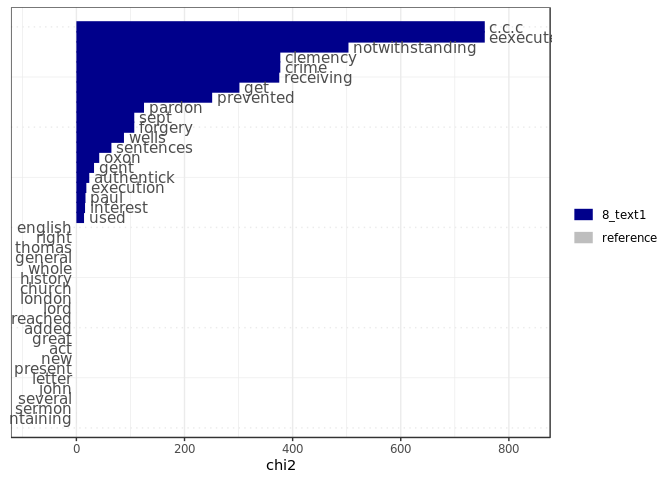 c.c.c
eexecut
notwithstanding
clemency
crime
receiving
get
prevented
pardon
sept
forgery
wells
sentences
oxon
gent
authentick
execution
paul
interest
used
english
right
thomas
general
whole
history
church
london
lord
reached
added
great
act
new
present
letter
john
several
sermon
ntaining
0 200 400 600 800
chi2
8_text1
reference